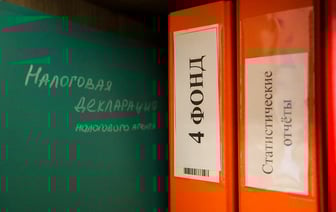 Налоговая
декларация
налогового агента
4 ФОНД
Статистические
отчёты